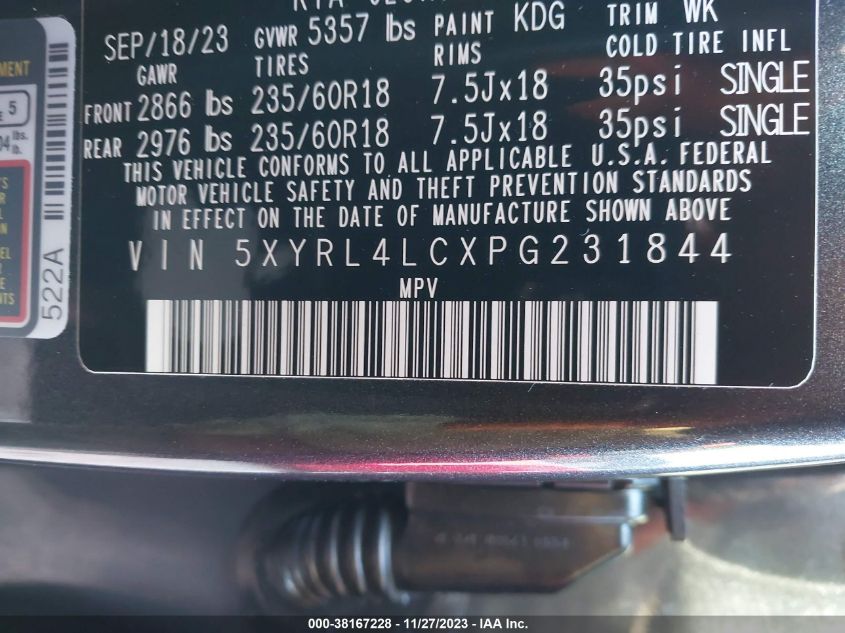 SEP/18/23 GVWR 5357 lbs PAINT KDG TRIM WK
GAWR TIRES RIMS COLD TIRE INFL
FRONT 2866 lbs 235/60R18 7.5Jx18 35psi SINGLE
REAR 2976 lbs 235/60R18 7.5Jx18 35psi SINGLE
THIS VEHICLE CONFORMS TO ALL APPLICABLE U.S.A. FEDERAL
MOTOR VEHICLE SAFETY AND THEFT PREVENTION STANDARDS
IN EFFECT ON THE DATE OF MANUFACTURE SHOWN ABOVE
VIN 5XYRL4LCXPG231844
MPV
5
lbs.
lb.
522A
000-38167228 - 11/27/2023 - IAA Inc.